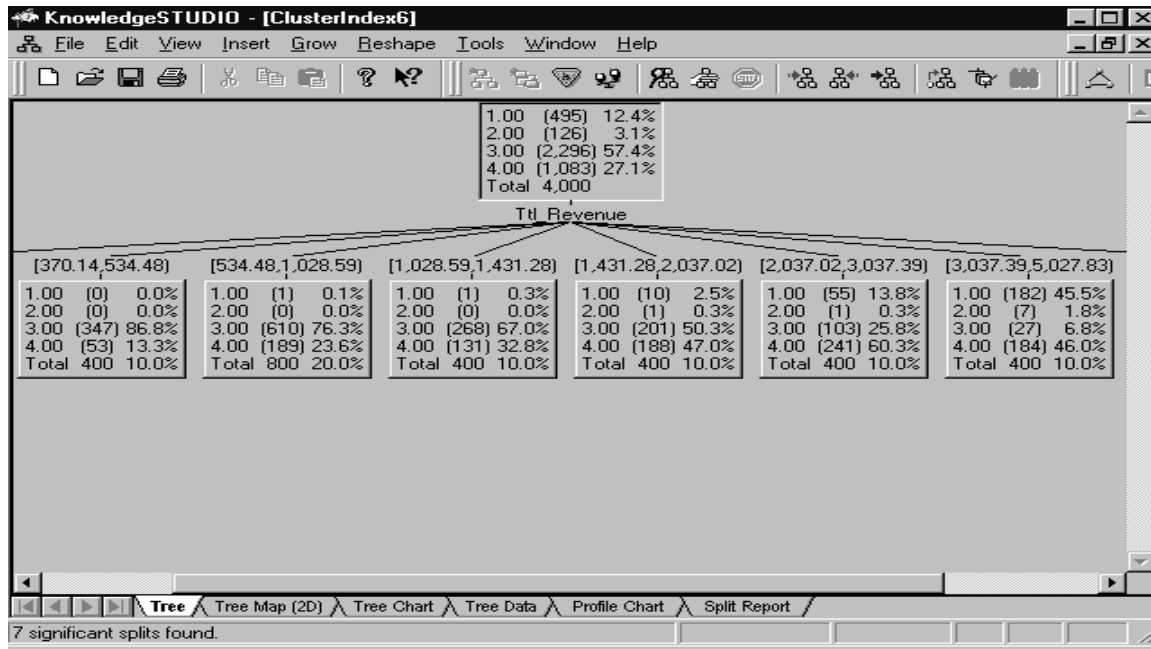 KnowledgeSTUDIO - [ClusterIndex6]
File Edit View Insert Grow Reshape Tools Window Help
1.00 (495) 12.4%
2.00 (126) 3.1%
3.00 (2,296) 57.4%
4.00 (1,083) 27.1%
Total 4,000
Ttl_Revenue
[370.14,534.48)
1.00 (0) 0.0%
2.00 (0) 0.0%
3.00 (347) 86.8%
4.00 (53) 13.3%
Total 400 10.0%
[534.48,1,028.59)
1.00 (1) 0.1%
2.00 (0) 0.0%
3.00 (610) 76.3%
4.00 (189) 23.6%
Total 800 20.0%
[1,028.59,1,431.28)
1.00 (1) 0.3%
2.00 (0) 0.0%
3.00 (268) 67.0%
4.00 (131) 32.8%
Total 400 10.0%
[1,431.28,2,037.02)
1.00 (10) 2.5%
2.00 (1) 0.3%
3.00 (201) 50.3%
4.00 (188) 47.0%
Total 400 10.0%
[2,037.02,3,037.39)
1.00 (55) 13.8%
2.00 (1) 0.3%
3.00 (103) 25.8%
4.00 (241) 60.3%
Total 400 10.0%
[3,037.39,5,027.83)
1.00 (182) 45.5%
2.00 (7) 1.8%
3.00 (27) 6.8%
4.00 (184) 46.0%
Total 400 10.0%
Tree Tree Map (2D) Tree Chart Tree Data Profile Chart Split Report
7 significant splits found.